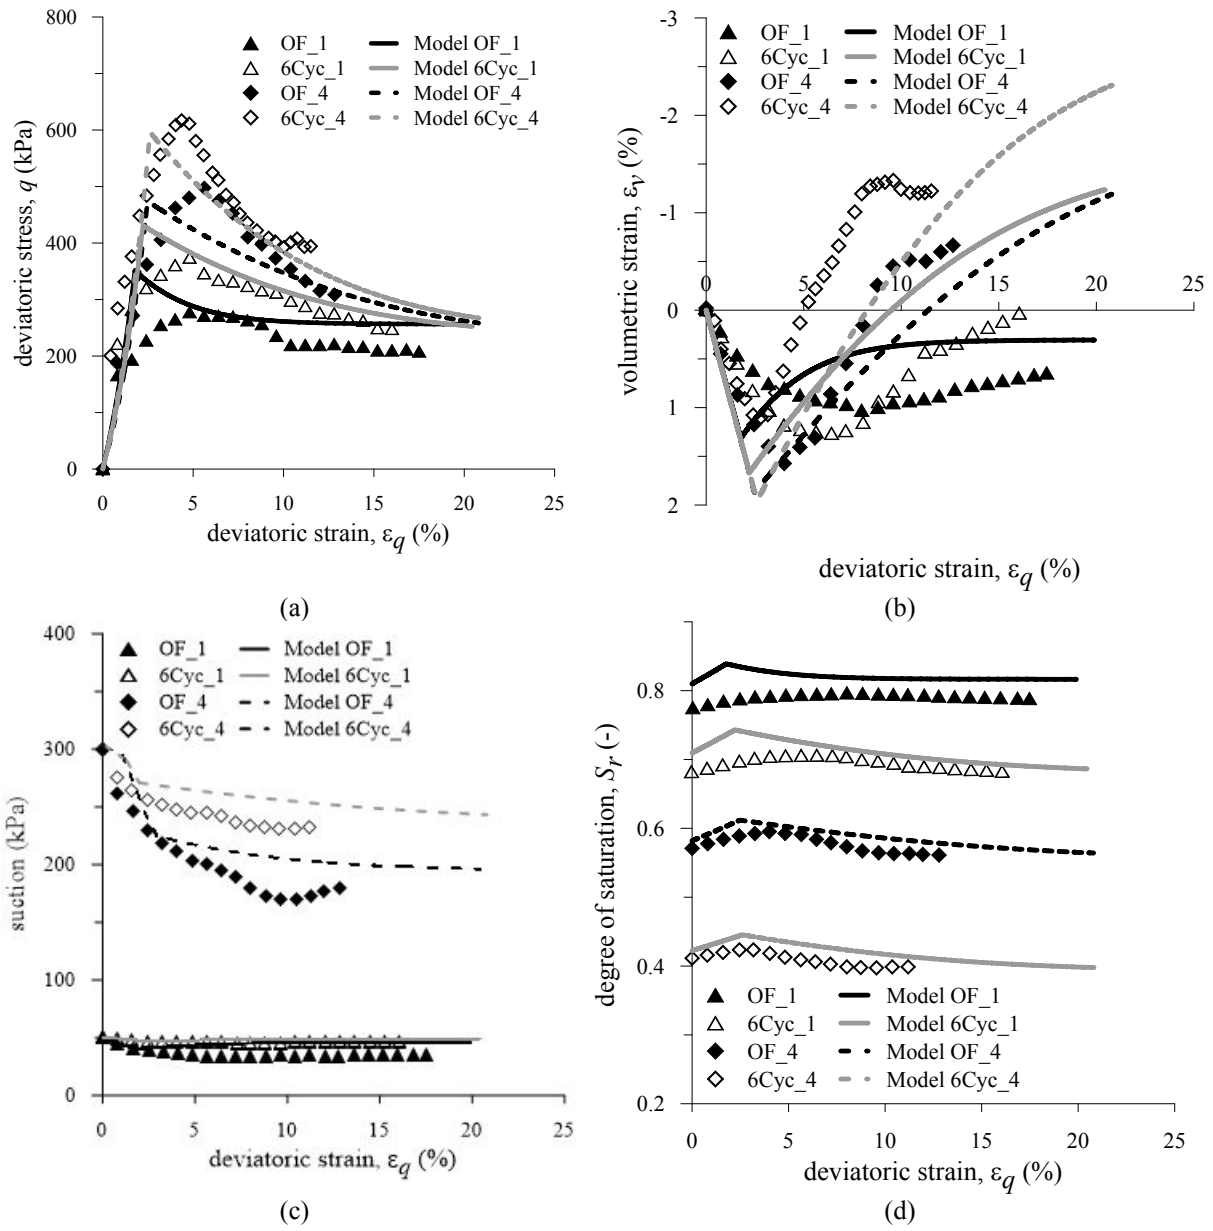 800
OF_1 Model OF_1
6Cyc_1 Model 6Cyc_1
OF_4 Model OF_4
6Cyc_4 Model 6Cyc_4
600
400
200
0
deviatoric stress, q (kPa)
0 5 10 15 20 25
deviatoric strain, εq (%)
(a)
-3
OF_1 Model OF_1
6Cyc_1 Model 6Cyc_1
OF_4 Model OF_4
6Cyc_4 Model 6Cyc_4
-2
-1
0
1
2
volumetric strain, εv (%)
0 5 10 15 20 25
deviatoric strain, εq (%)
(b)
400
OF_1 Model OF_1
6Cyc_1 Model 6Cyc_1
OF_4 Model OF_4
6Cyc_4 Model 6Cyc_4
300
200
100
0
suction (kPa)
0 5 10 15 20 25
deviatoric strain, εq (%)
(c)
0.8
0.6
0.4
0.2
degree of saturation, Sr (-)
OF_1 Model OF_1
6Cyc_1 Model 6Cyc_1
OF_4 Model OF_4
6Cyc_4 Model 6Cyc_4
0 5 10 15 20 25
deviatoric strain, εq (%)
(d)